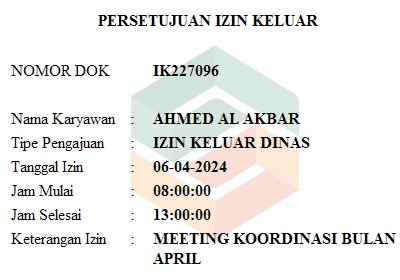 PERSETUJUAN IZIN KELUAR
NOMOR DOK IK227096
Nama Karyawan : AHMED AL AKBAR
Tipe Pengajuan : IZIN KELUAR DINAS
Tanggal Izin : 06-04-2024
Jam Mulai : 08:00:00
Jam Selesai : 13:00:00
Keterangan Izin : MEETING KOORDINASI BULAN
APRIL